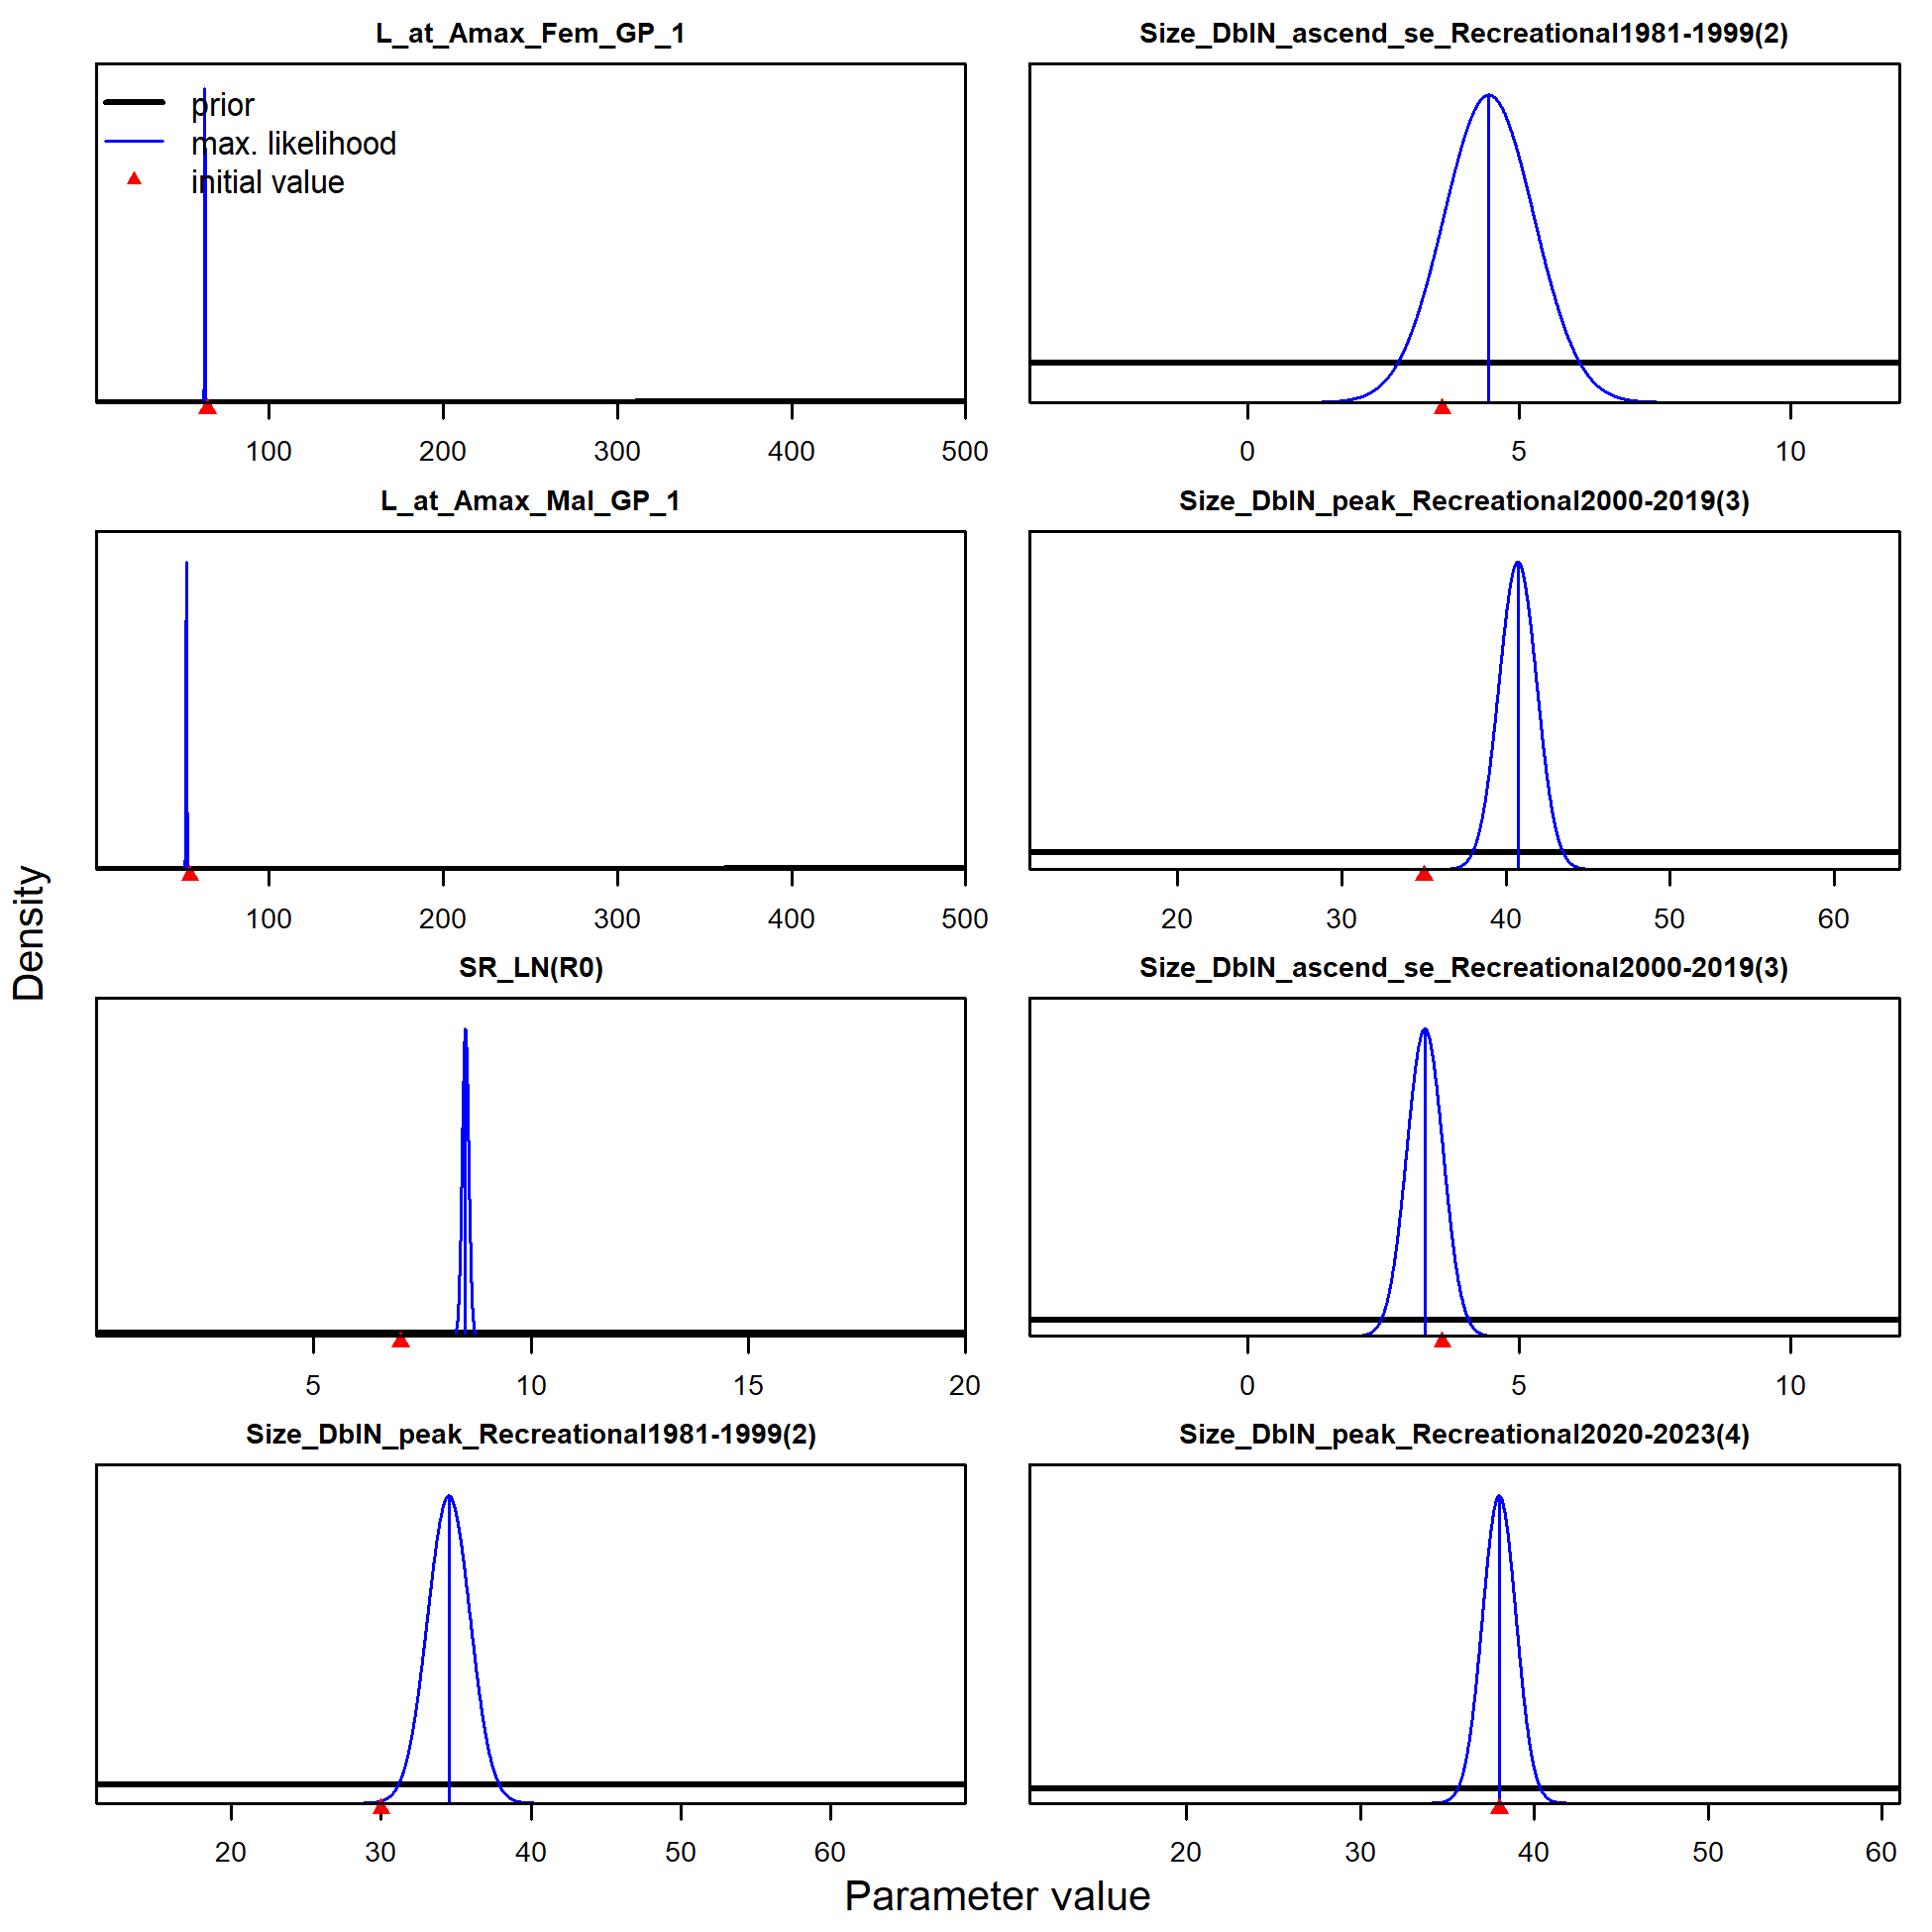 L_at_Amax_Fem_GP_1
prior
max. likelihood
initial value
100 200 300 400 500
Size_DblN_ascend_se_Recreational1981-1999(2)
0 5 10
L_at_Amax_Mal_GP_1
100 200 300 400 500
Size_DblN_peak_Recreational2000-2019(3)
20 30 40 50 60
SR_LN(R0)
5 10 15 20
Size_DblN_ascend_se_Recreational2000-2019(3)
0 5 10
Size_DblN_peak_Recreational1981-1999(2)
20 30 40 50 60
Size_DblN_peak_Recreational2020-2023(4)
20 30 40 50 60
Density
Parameter value